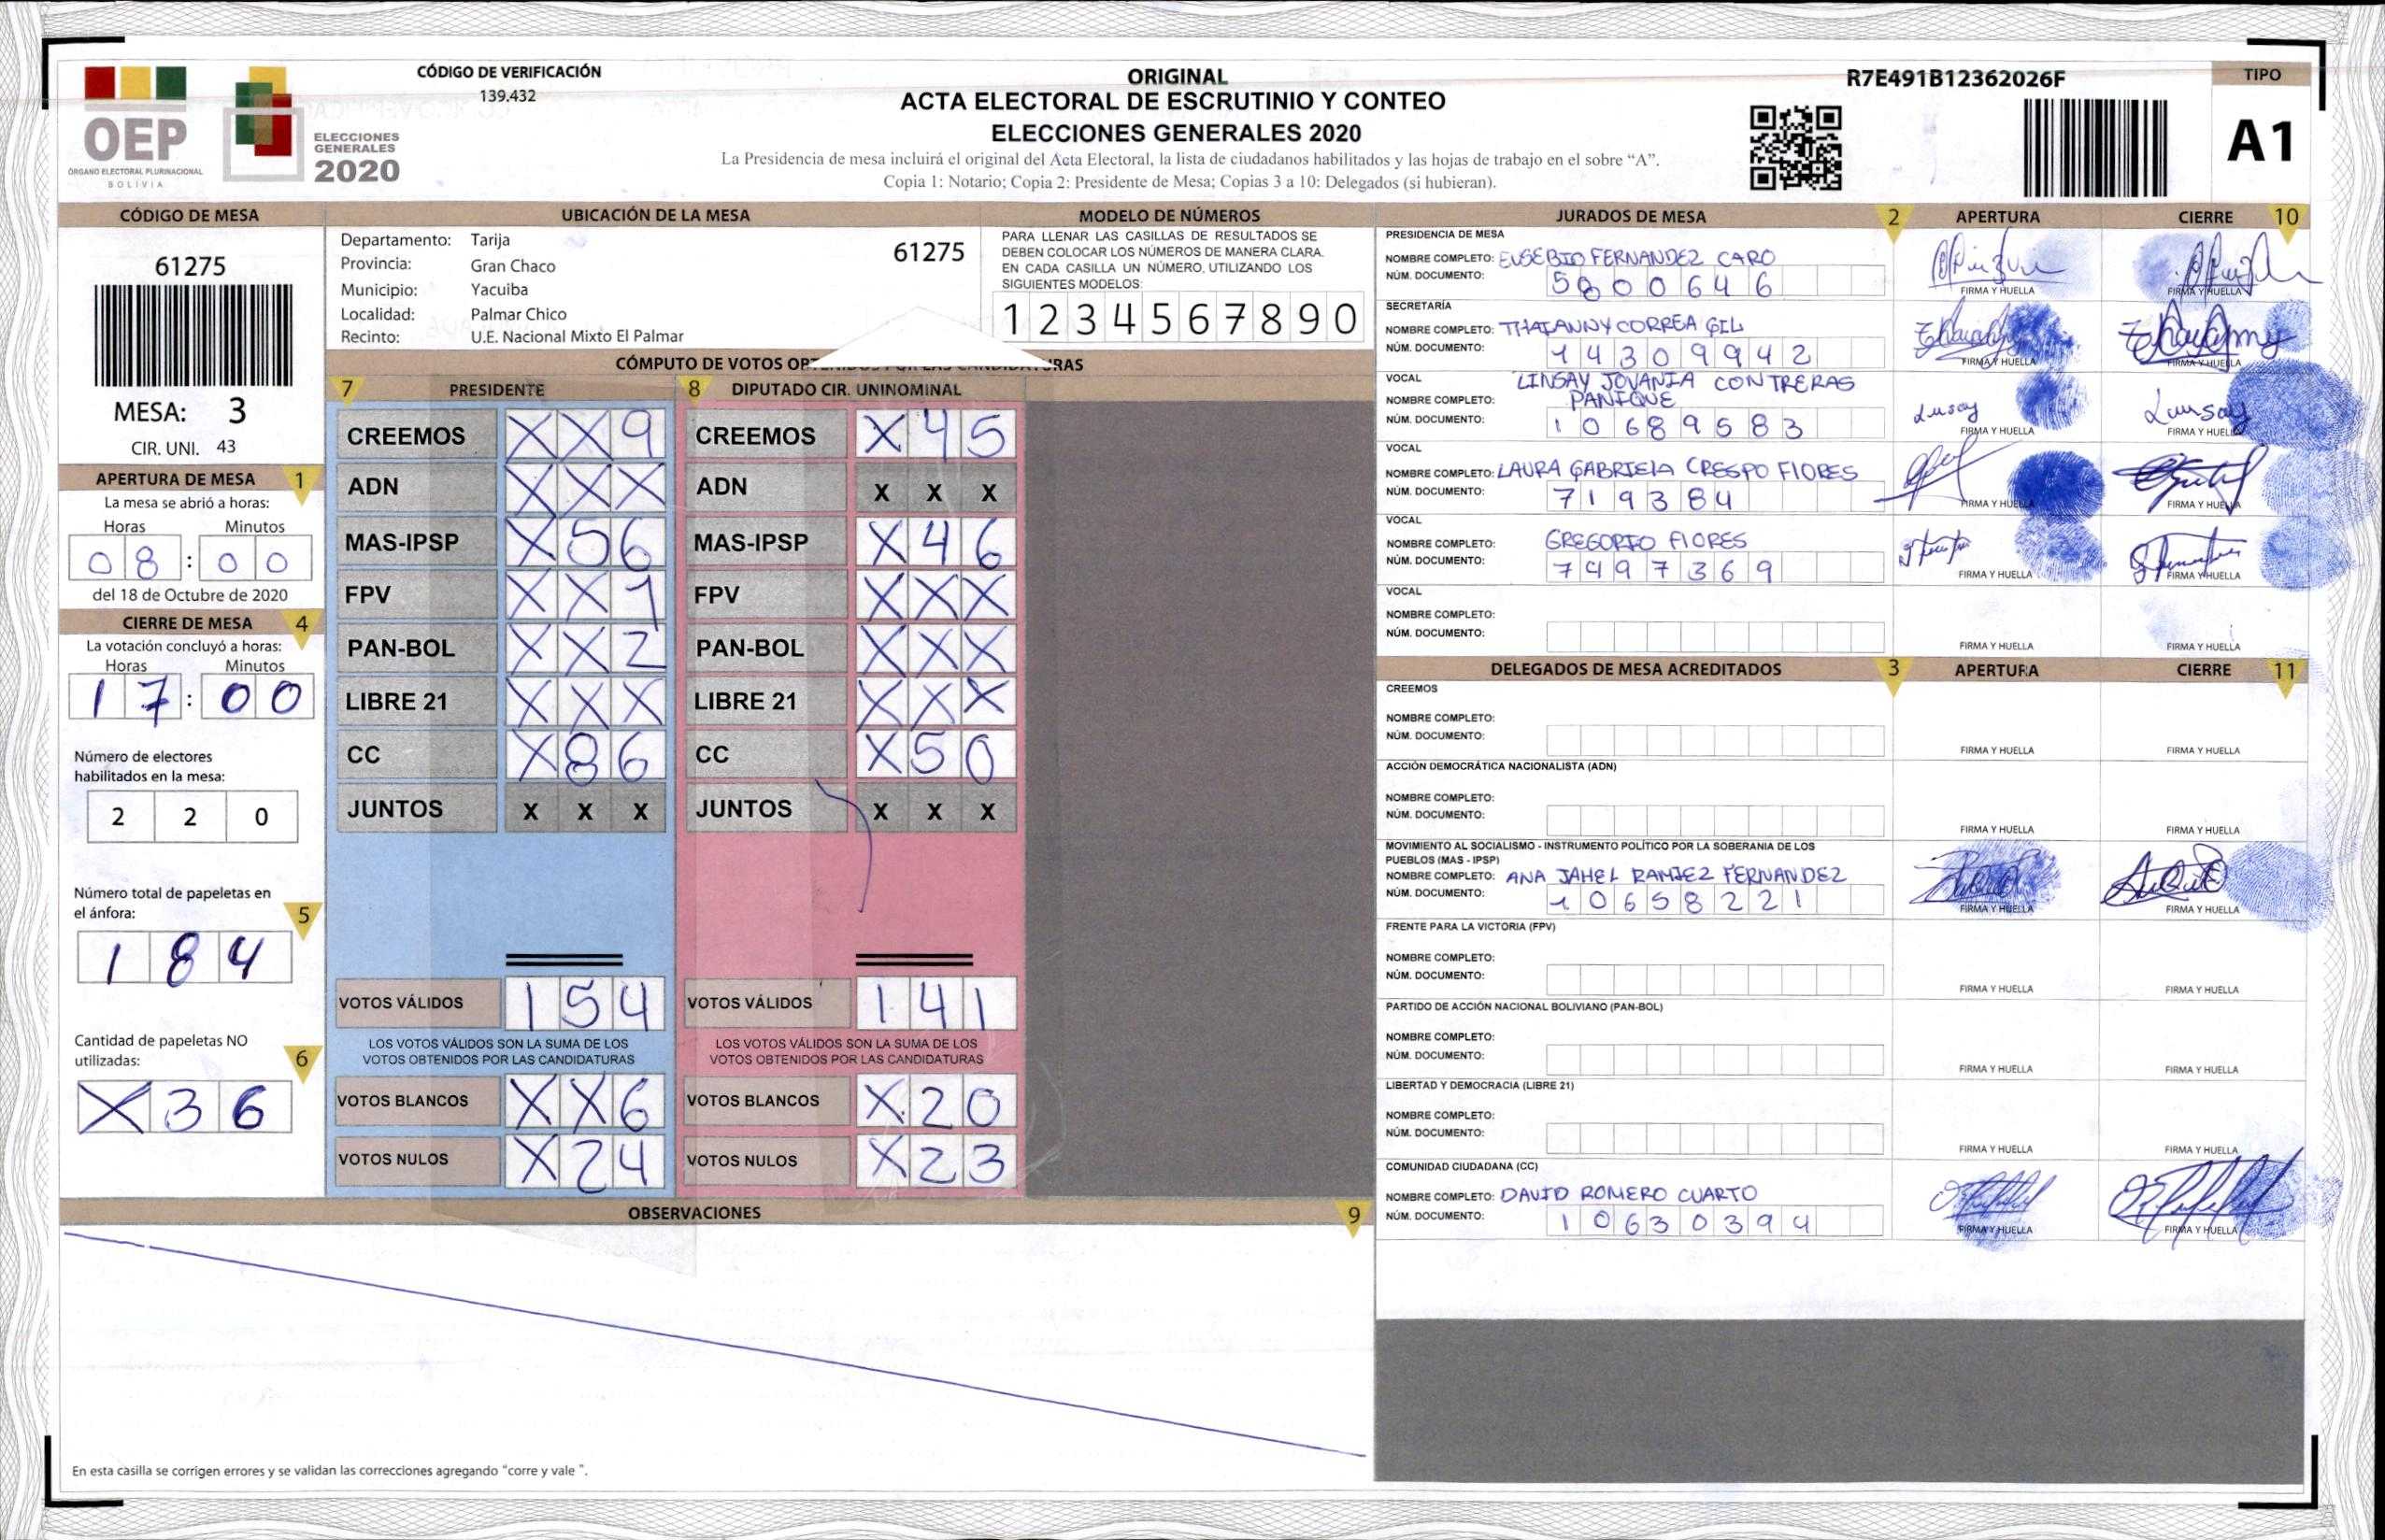 CÓDIGO DE VERIFICACIÓN
139.432
OEP
ÓRGANO ELECTORAL PLURINACIONAL
BOLIVIA
ELECCIONES
GENERALES
2020
ORIGINAL
ACTA ELECTORAL DE ESCRUTINIO Y CONTEO
ELECCIONES GENERALES 2020
La Presidencia de mesa incluirá el original del Acta Electoral, la lista de ciudadanos habilitados y las hojas de trabajo en el sobre “A”.
Copia 1: Notario; Copia 2: Presidente de Mesa; Copias 3 a 10: Delegados (si hubieran).
R7E491B12362026F
TIPO
A1
CÓDIGO DE MESA
61275
MESA: 3
CIR. UNI. 43
APERTURA DE MESA 1
La mesa se abrió a horas:
Horas Minutos
08 : 00
del 18 de Octubre de 2020
CIERRE DE MESA 4
La votación concluyó a horas:
Horas Minutos
17 : 00
Número de electores
habilitados en la mesa:
2 2 0
Número total de papeletas en
el ánfora: 5
1 8 4
Cantidad de papeletas NO
utilizadas: 6
X 3 6
UBICACIÓN DE LA MESA
Departamento: Tarija
61275
Provincia: Gran Chaco
Municipio: Yacuiba
Localidad: Palmar Chico
Recinto: U.E. Nacional Mixto El Palmar
MODELO DE NÚMEROS
PARA LLENAR LAS CASILLAS DE RESULTADOS SE
DEBEN COLOCAR LOS NÚMEROS DE MANERA CLARA.
EN CADA CASILLA UN NÚMERO, UTILIZANDO LOS
SIGUIENTES MODELOS:
1 2 3 4 5 6 7 8 9 0
CÓMPUTO DE VOTOS
7 PRESIDENTE
CREEMOS X X 9
ADN X X X
MAS-IPSP X 5 6
FPV X X 1
PAN-BOL X X 2
LIBRE 21 X X X
CC X 8 6
JUNTOS X X X
VOTOS VÁLIDOS 1 5 4
LOS VOTOS VÁLIDOS SON LA SUMA DE LOS
VOTOS OBTENIDOS POR LAS CANDIDATURAS
VOTOS BLANCOS X X 6
VOTOS NULOS X 2 4
8 DIPUTADO CIR. UNINOMINAL
CREEMOS X 4 5
ADN X X X
MAS-IPSP X 4 6
FPV X X X
PAN-BOL X X X
LIBRE 21 X X X
CC X 5 0
JUNTOS X X X
VOTOS VÁLIDOS 1 4 1
LOS VOTOS VÁLIDOS SON LA SUMA DE LOS
VOTOS OBTENIDOS POR LAS CANDIDATURAS
VOTOS BLANCOS X 2 0
VOTOS NULOS X 2 3
OBSERVACIONES 9
En esta casilla se corrigen errores y se validan las correcciones agregando “corre y vale ”.
JURADOS DE MESA 2 APERTURA CIERRE 10
PRESIDENCIA DE MESA
NOMBRE COMPLETO: EUSEBIO FERNANDEZ CARO
NÚM. DOCUMENTO: 5800646
FIRMA Y HUELLA FIRMA Y HUELLA
SECRETARÍA
NOMBRE COMPLETO: THAIANNY CORREA GIL
NÚM. DOCUMENTO: 14309942
FIRMA Y HUELLA FIRMA Y HUELLA
VOCAL LINSAY JOVANIA CONTRERAS
NOMBRE COMPLETO: PANIQUE
NÚM. DOCUMENTO: 10689583
FIRMA Y HUELLA FIRMA Y HUELLA
VOCAL
NOMBRE COMPLETO: LAURA GABRIELA CRESPO FLORES
NÚM. DOCUMENTO: 719384
FIRMA Y HUELLA FIRMA Y HUELLA
VOCAL
NOMBRE COMPLETO: GREGORIO FLORES
NÚM. DOCUMENTO: 7497369
FIRMA Y HUELLA FIRMA Y HUELLA
VOCAL
NOMBRE COMPLETO:
NÚM. DOCUMENTO:
FIRMA Y HUELLA FIRMA Y HUELLA
DELEGADOS DE MESA ACREDITADOS 3 APERTURA CIERRE 11
CREEMOS
NOMBRE COMPLETO:
NÚM. DOCUMENTO:
FIRMA Y HUELLA FIRMA Y HUELLA
ACCIÓN DEMOCRÁTICA NACIONALISTA (ADN)
NOMBRE COMPLETO:
NÚM. DOCUMENTO:
FIRMA Y HUELLA FIRMA Y HUELLA
MOVIMIENTO AL SOCIALISMO - INSTRUMENTO POLÍTICO POR LA SOBERANIA DE LOS
PUEBLOS (MAS - IPSP)
NOMBRE COMPLETO: ANA JAHEL RAMIEZ FERNANDEZ
NÚM. DOCUMENTO: 10658221
FIRMA Y HUELLA FIRMA Y HUELLA
FRENTE PARA LA VICTORIA (FPV)
NOMBRE COMPLETO:
NÚM. DOCUMENTO:
FIRMA Y HUELLA FIRMA Y HUELLA
PARTIDO DE ACCIÓN NACIONAL BOLIVIANO (PAN-BOL)
NOMBRE COMPLETO:
NÚM. DOCUMENTO:
FIRMA Y HUELLA FIRMA Y HUELLA
LIBERTAD Y DEMOCRACIA (LIBRE 21)
NOMBRE COMPLETO:
NÚM. DOCUMENTO:
FIRMA Y HUELLA FIRMA Y HUELLA
COMUNIDAD CIUDADANA (CC)
NOMBRE COMPLETO: DAVID ROMERO CUARTO
NÚM. DOCUMENTO: 10630394
FIRMA Y HUELLA FIRMA Y HUELLA